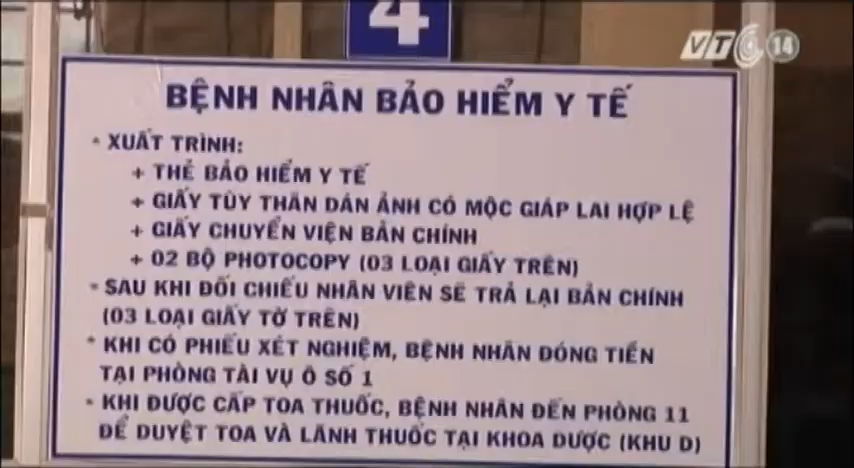 4
VTC 14
BỆNH NHÂN BẢO HIỂM Y TẾ
* XUẤT TRÌNH:
+ THẺ BẢO HIỂM Y TẾ
+ GIẤY TÙY THÂN DÁN ẢNH CÓ MỘC GIÁP LAI HỢP LỆ
+ GIẤY CHUYỂN VIỆN BẢN CHÍNH
+ 02 BỘ PHOTOCOPY (03 LOẠI GIẤY TRÊN)
* SAU KHI ĐỐI CHIẾU NHÂN VIÊN SẼ TRẢ LẠI BẢN CHÍNH
(03 LOẠI GIẤY TỜ TRÊN)
* KHI CÓ PHIẾU XÉT NGHIỆM, BỆNH NHÂN ĐÓNG TIỀN
TẠI PHÒNG TÀI VỤ Ô SỐ 1
* KHI ĐƯỢC CẤP TOA THUỐC, BỆNH NHÂN ĐẾN PHÒNG 11
ĐỂ DUYỆT TOA VÀ LÃNH THUỐC TẠI KHOA DƯỢC (KHU D)